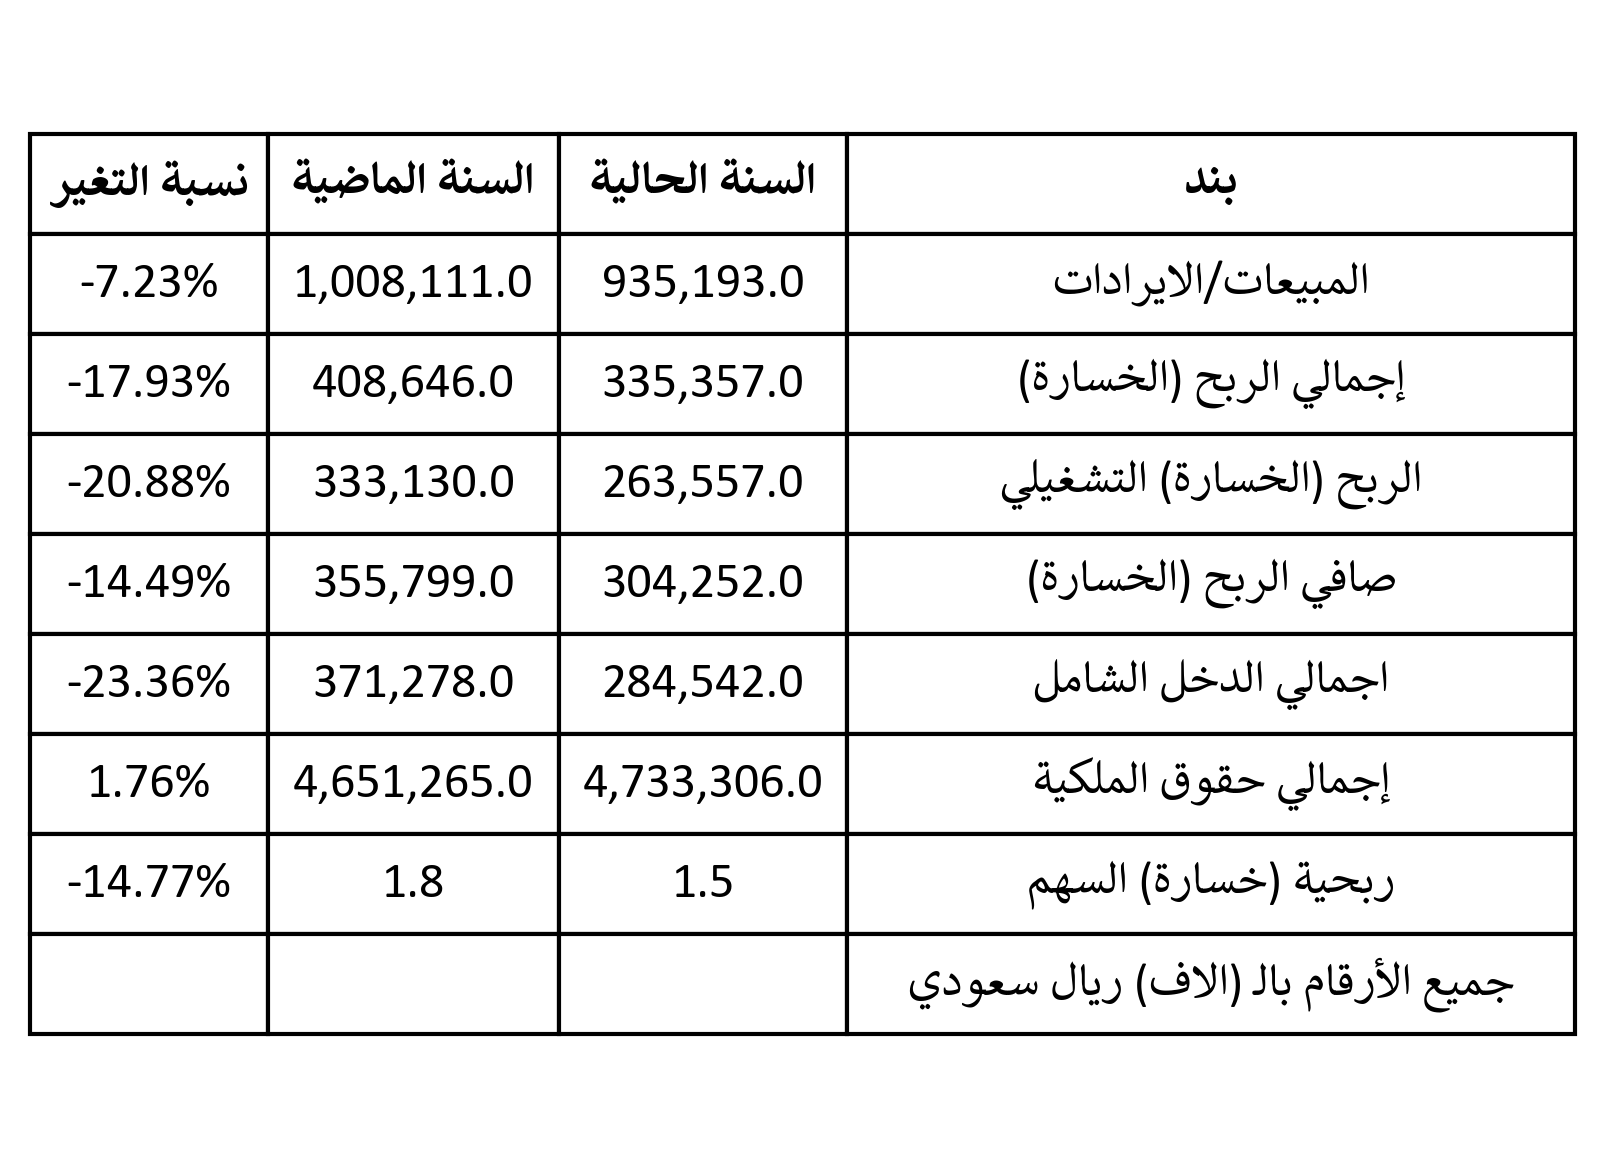 بند السنة الحالية السنة الماضية نسبة التغير
المبيعات/الايرادات 935,193.0 1,008,111.0 -7.23%
إجمالي الربح (الخسارة) 335,357.0 408,646.0 -17.93%
الربح (الخسارة) التشغيلي 263,557.0 333,130.0 -20.88%
صافي الربح (الخسارة) 304,252.0 355,799.0 -14.49%
اجمالي الدخل الشامل 284,542.0 371,278.0 -23.36%
إجمالي حقوق الملكية 4,733,306.0 4,651,265.0 1.76%
ربحية (خسارة) السهم 1.5 1.8 -14.77%
جميع الأرقام بالـ (الاف) ريال سعودي